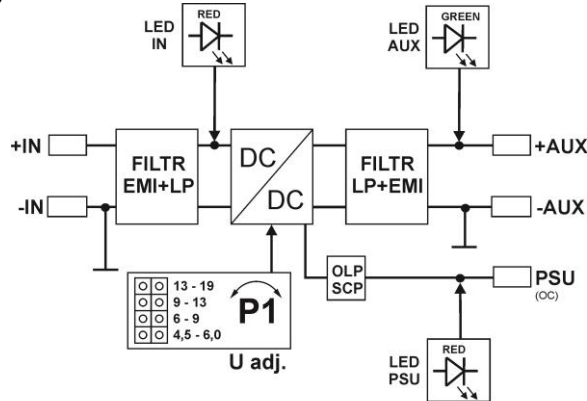 LED
IN
RED
LED
AUX
GREEN
+IN
-IN
FILTR
EMI+LP
DC
DC
FILTR
LP+EMI
+AUX
-AUX
13 - 19
9 - 13
6 - 9
4,5 - 6,0
P1
U adj.
OLP
SCP
PSU
(OC)
LED
PSU
RED